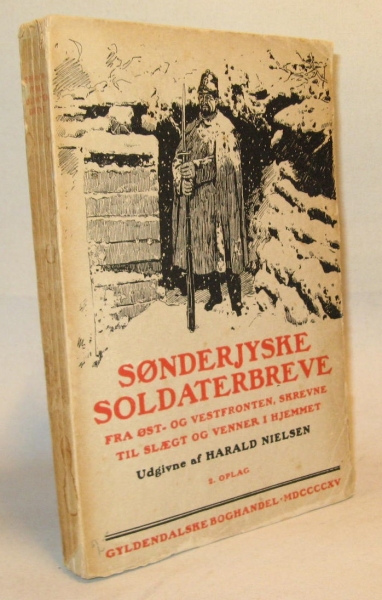 SØNDERJYSKE
SOLDATERBREVE
FRA ØST- OG VESTFRONTEN, SKREVNE
TIL SLÆGT OG VENNER I HJEMMET
Udgivne af HARALD NIELSEN
2. OPLAG
GYLDENDALSKE BOGHANDEL · MDCCCCXV